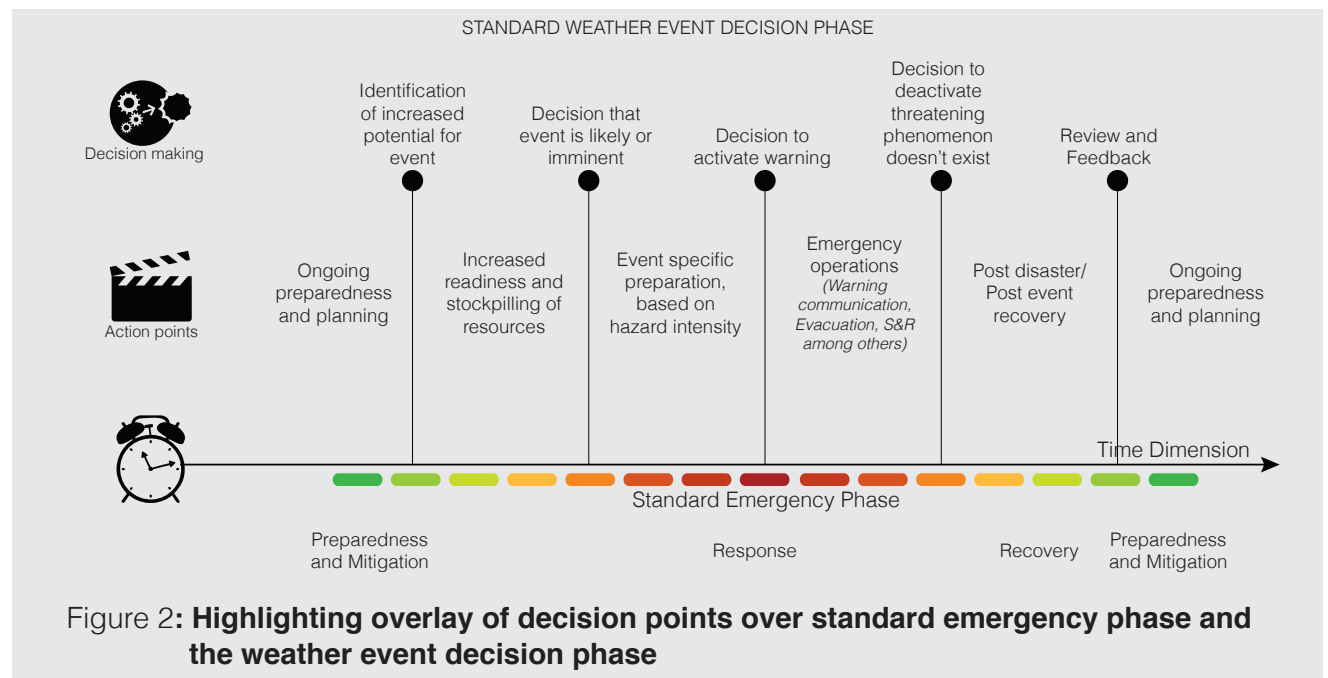 STANDARD WEATHER EVENT DECISION PHASE
Decision making
Identification
of increased
potential for
event
Decision that
event is likely or
imminent
Decision to
activate warning
Decision to
deactivate
threatening
phenomenon
doesn't exist
Review and
Feedback
Action points
Ongoing
preparedness
and planning
Increased
readiness and
stockpilling of
resources
Event specific
preparation,
based on
hazard intensity
Emergency
operations
(Warning
communication,
Evacuation, S&R
among others)
Post disaster/
Post event
recovery
Ongoing
preparedness
and planning
Time Dimension
Standard Emergency Phase
Preparedness
and Mitigation
Response
Recovery
Preparedness
and Mitigation
Figure 2: Highlighting overlay of decision points over standard emergency phase and
the weather event decision phase